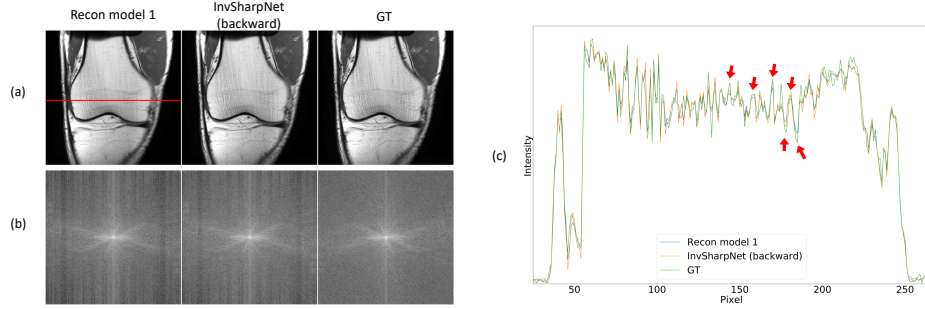 Recon model 1
InvSharpNet
(backward)
GT
(a)
(b)
(c)
Intensity
Recon model 1
InvSharpNet (backward)
GT
50
100
150
200
250
Pixel